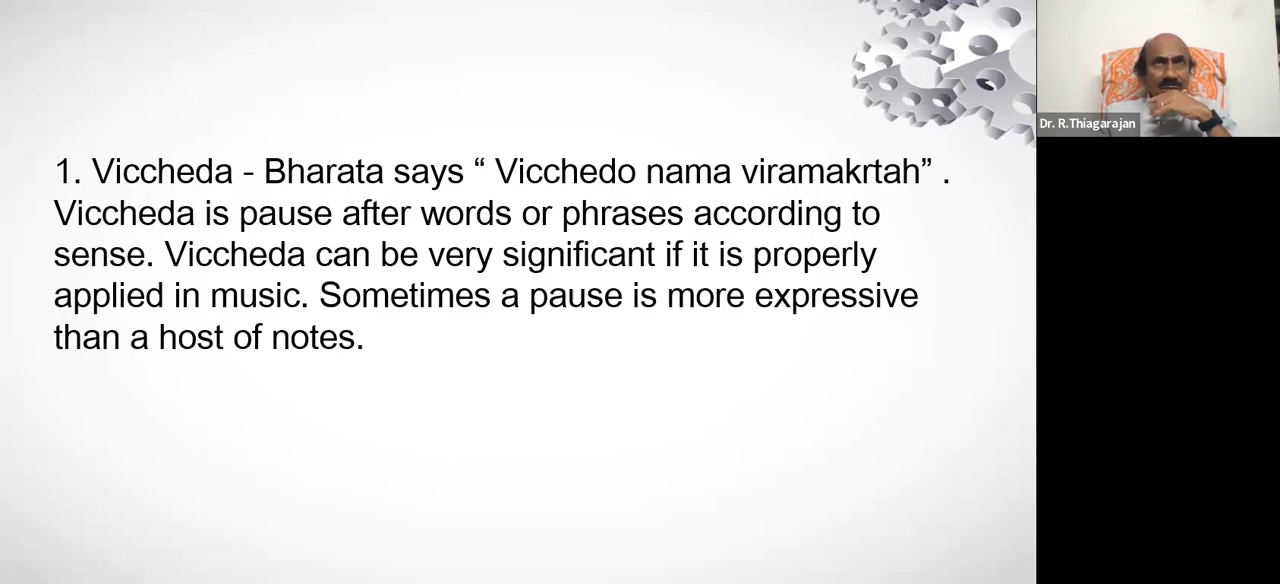 1. Viccheda - Bharata says “ Vicchedo nama viramakrtah” .
Viccheda is pause after words or phrases according to
sense. Viccheda can be very significant if it is properly
applied in music. Sometimes a pause is more expressive
than a host of notes.
Dr. R.Thiagarajan